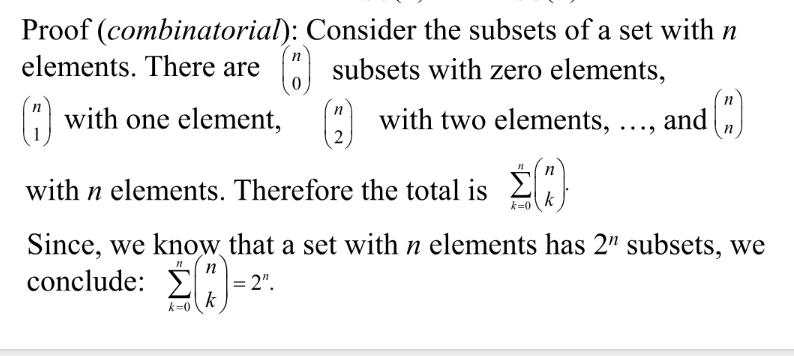 Proof (combinatorial): Consider the subsets of a set with n
elements. There are $\binom{n}{0}$ subsets with zero elements,
$\binom{n}{1}$ with one element, $\binom{n}{2}$ with two elements, …, and $\binom{n}{n}$
with n elements. Therefore the total is $\sum_{k=0}^{n}\binom{n}{k}$.
Since, we know that a set with n elements has $2^n$ subsets, we
conclude: $\sum_{k=0}^{n}\binom{n}{k} = 2^n$.